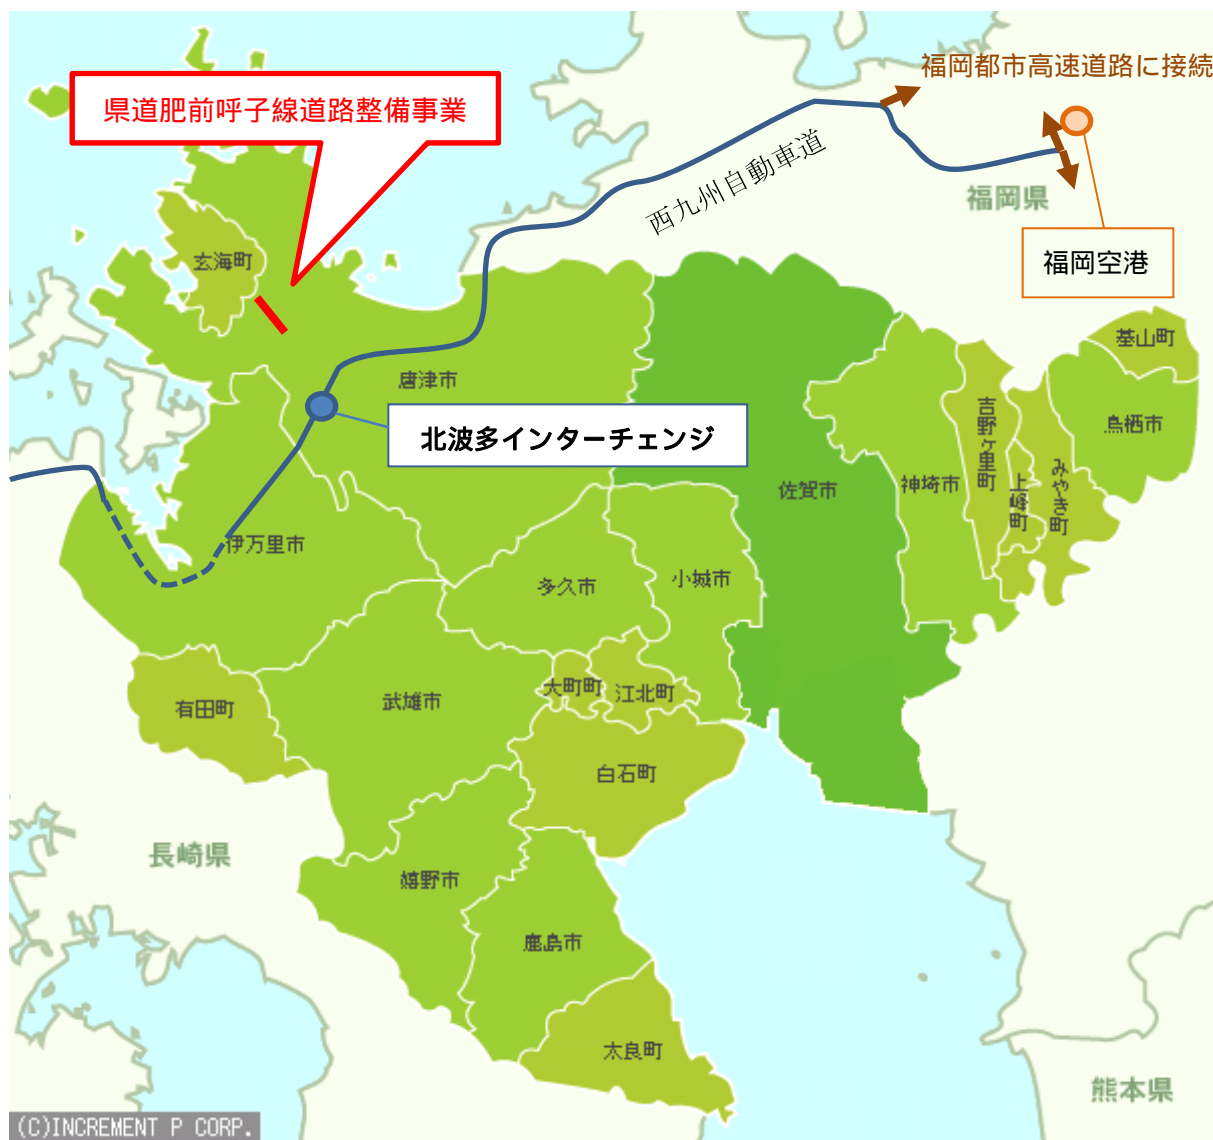 福岡都市高速道路に接続
県道肥前呼子線道路整備事業
西九州自動車道
福岡県
福岡空港
玄海町
基山町
唐津市
鳥栖市
吉野ヶ里町
北波多インターチェンジ
みやき町
上峰町
神埼市
佐賀市
伊万里市
小城市
多久市
大町町
江北町
武雄市
有田町
白石町
長崎県
嬉野市
鹿島市
太良町
熊本県
(C)INCREMENT P CORP.